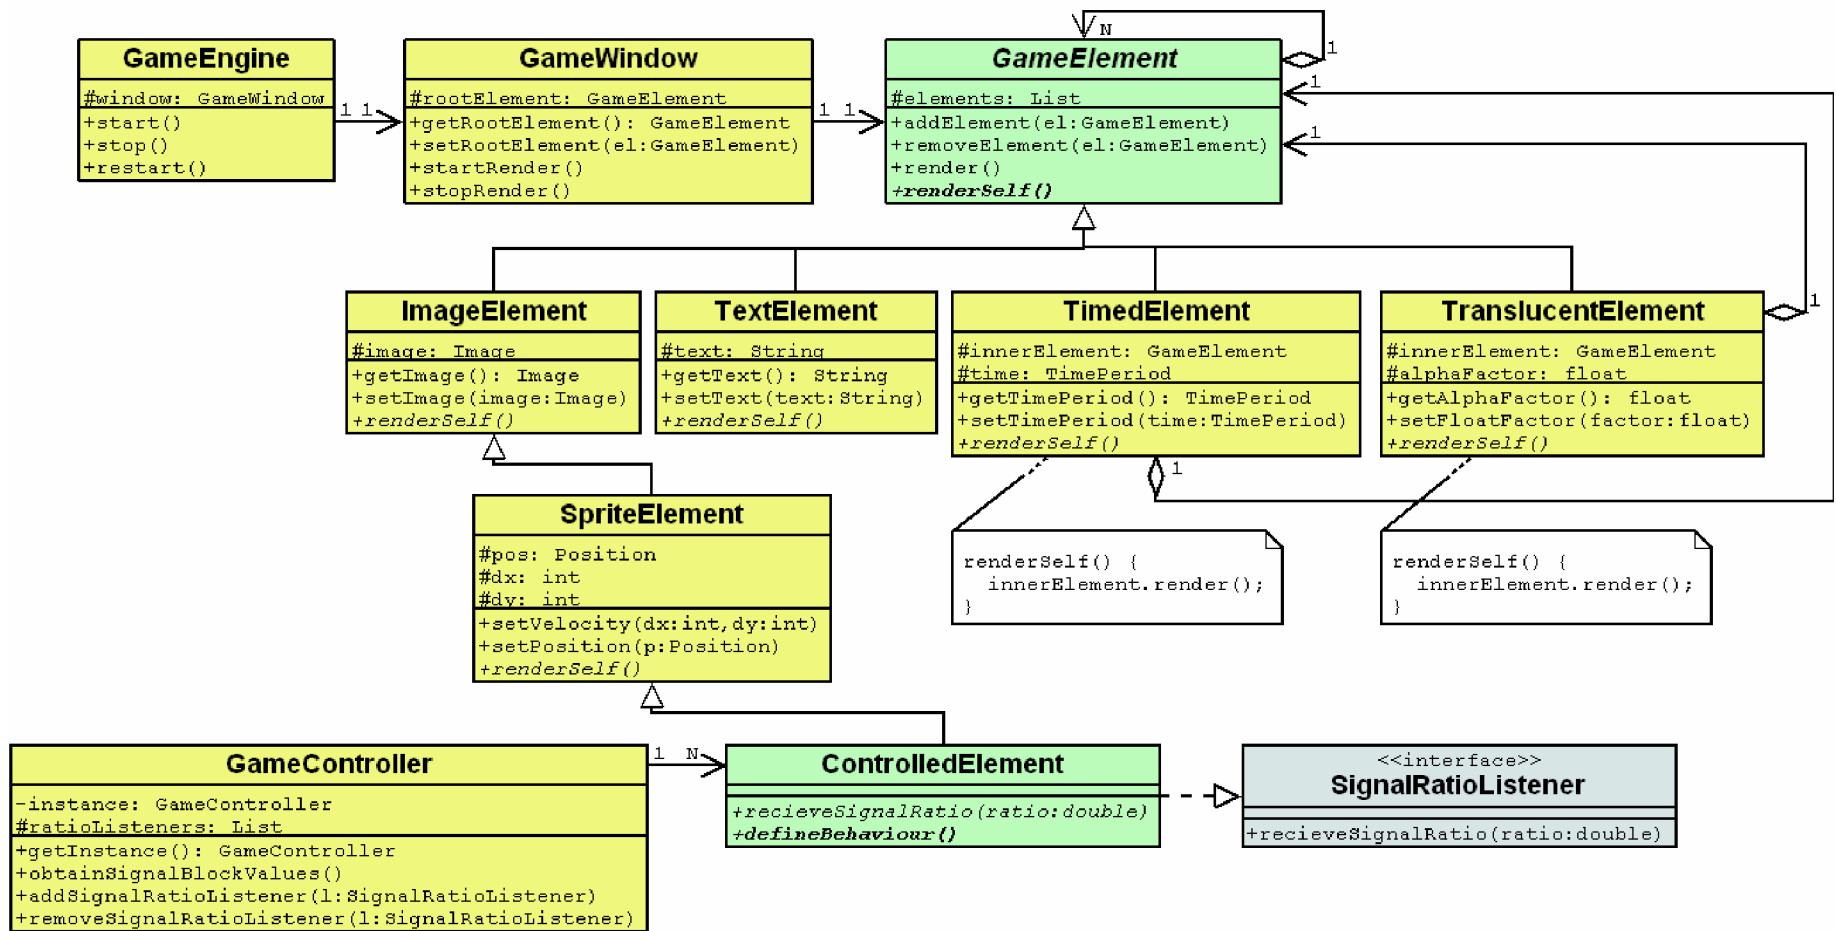 GameEngine
#window: GameWindow
+start()
+stop()
+restart()
1 1
GameWindow
#rootElement: GameElement
+getRootElement(): GameElement
+setRootElement(el:GameElement)
+startRender()
+stopRender()
1 1
GameElement
#elements: List
+addElement(el:GameElement)
+removeElement(el:GameElement)
+render()
+renderSelf()
N
1
1
1
ImageElement
#image: Image
+getImage(): Image
+setImage(image:Image)
+renderSelf()
TextElement
#text: String
+getText(): String
+setText(text:String)
+renderSelf()
TimedElement
#innerElement: GameElement
#time: TimePeriod
+getTimePeriod(): TimePeriod
+setTimePeriod(time:TimePeriod)
+renderSelf()
1
TranslucentElement
#innerElement: GameElement
#alphaFactor: float
+getAlphaFactor(): float
+setFloatFactor(factor:float)
+renderSelf()
1
SpriteElement
#pos: Position
#dx: int
#dy: int
+setVelocity(dx:int,dy:int)
+setPosition(p:Position)
+renderSelf()
renderSelf() {
innerElement.render();
}
renderSelf() {
innerElement.render();
}
GameController
-instance: GameController
#ratioListeners: List
+getInstance(): GameController
+obtainSignalBlockValues()
+addSignalRatioListener(l:SignalRatioListener)
+removeSignalRatioListener(l:SignalRatioListener)
1 N
ControlledElement
+recieveSignalRatio(ratio:double)
+defineBehaviour()
<<interface>>
SignalRatioListener
+recieveSignalRatio(ratio:double)